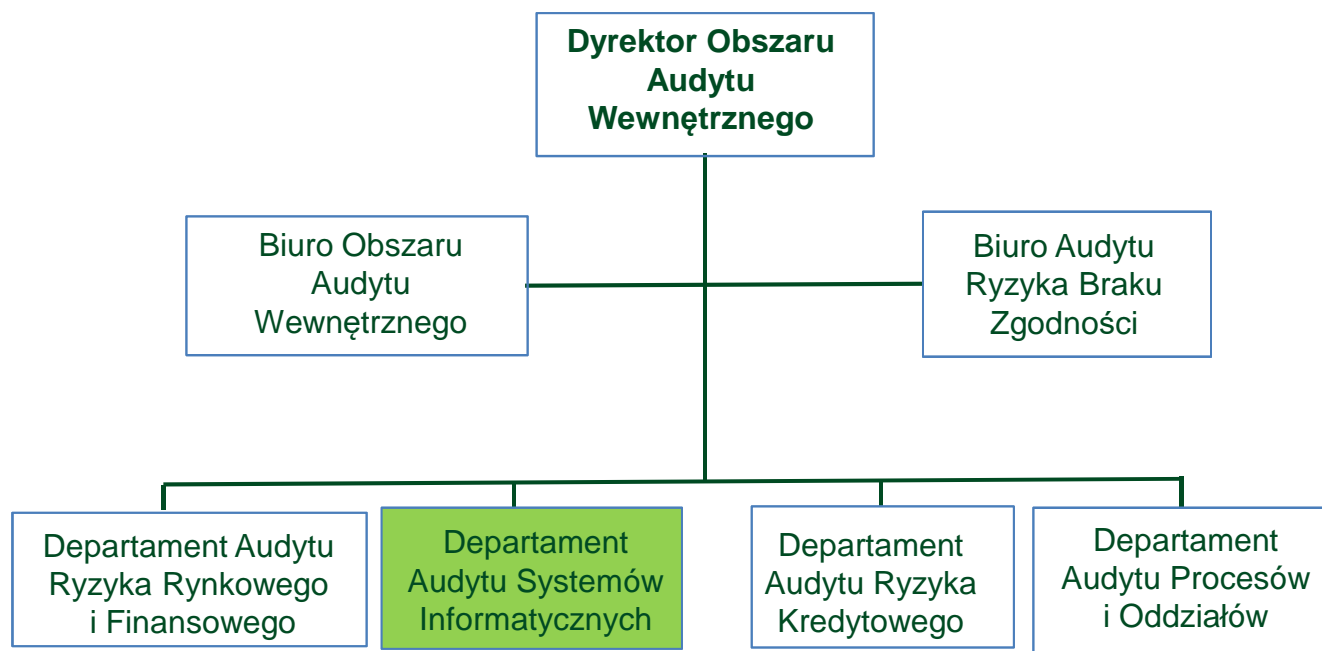 Dyrektor Obszaru
Audytu
Wewnętrznego
Biuro Obszaru
Audytu
Wewnętrznego
Biuro Audytu
Ryzyka Braku
Zgodności
Departament Audytu
Ryzyka Rynkowego
i Finansowego
Departament
Audytu Systemów
Informatycznych
Departament
Audytu Ryzyka
Kredytowego
Departament
Audytu Procesów
i Oddziałów